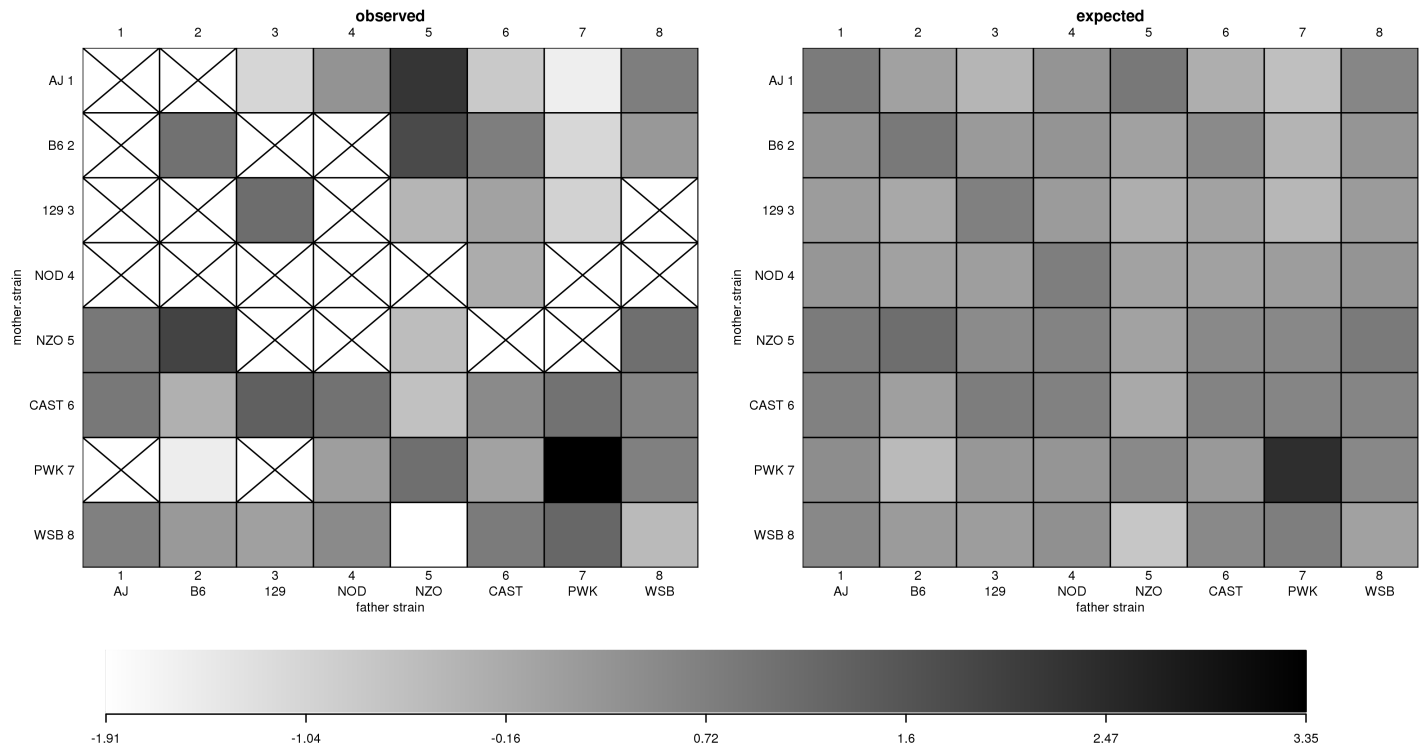 observed
1 2 3 4 5 6 7 8
AJ 1
B6 2
129 3
NOD 4
NZO 5
CAST 6
PWK 7
WSB 8
mother.strain
1 2 3 4 5 6 7 8
AJ B6 129 NOD NZO CAST PWK WSB
father strain
expected
1 2 3 4 5 6 7 8
AJ 1
B6 2
129 3
NOD 4
NZO 5
CAST 6
PWK 7
WSB 8
mother.strain
1 2 3 4 5 6 7 8
AJ B6 129 NOD NZO CAST PWK WSB
father strain
-1.91 -1.04 -0.16 0.72 1.6 2.47 3.35